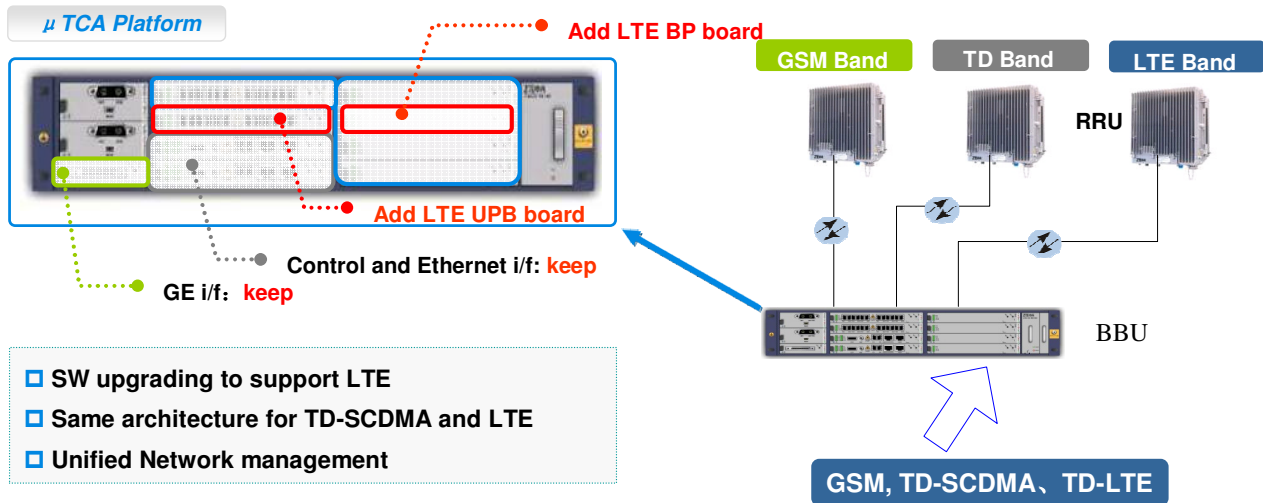 μ TCA Platform
Add LTE BP board
GSM Band
TD Band
LTE Band
RRU
Add LTE UPB board
Control and Ethernet i/f: keep
GE i/f：keep
BBU
SW upgrading to support LTE
Same architecture for TD-SCDMA and LTE
Unified Network management
GSM, TD-SCDMA、TD-LTE